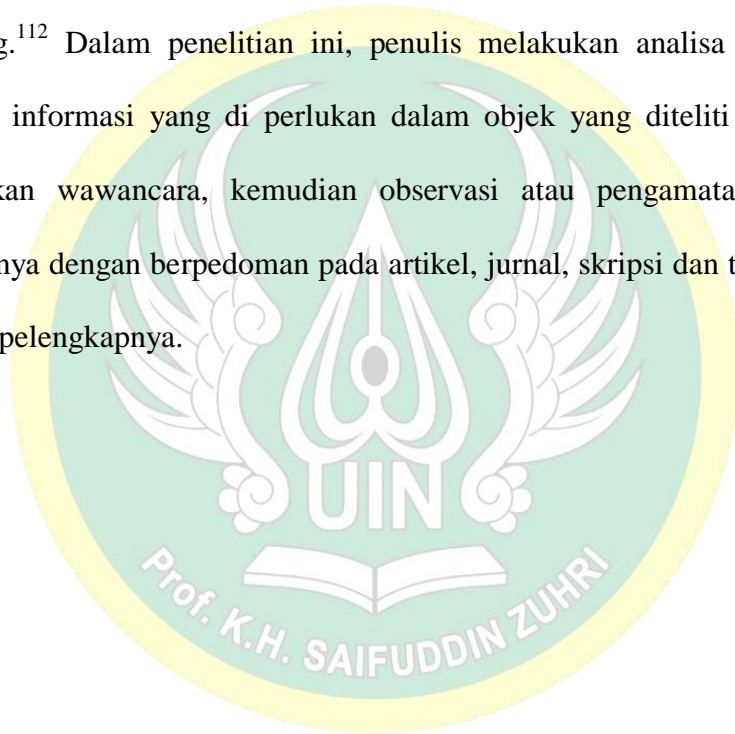 g.112 Dalam penelitian ini, penulis melakukan analisa
informasi yang di perlukan dalam objek yang diteliti
kan wawancara, kemudian observasi atau pengamata
nya dengan berpedoman pada artikel, jurnal, skripsi dan t
pelengkapnya.
UIN
Prof. K.H. SAIFUDDIN ZUHRI